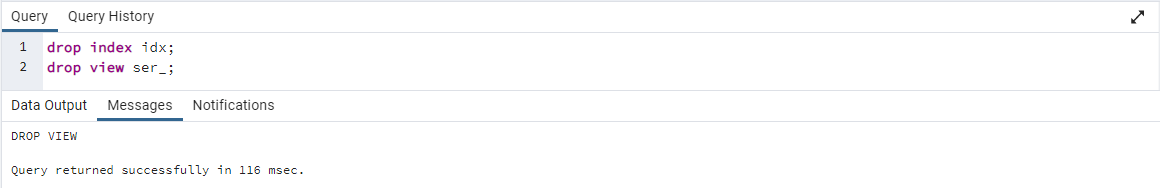 Query Query History
1 drop index idx;
2 drop view ser_;
Data Output Messages Notifications
DROP VIEW
Query returned successfully in 116 msec.